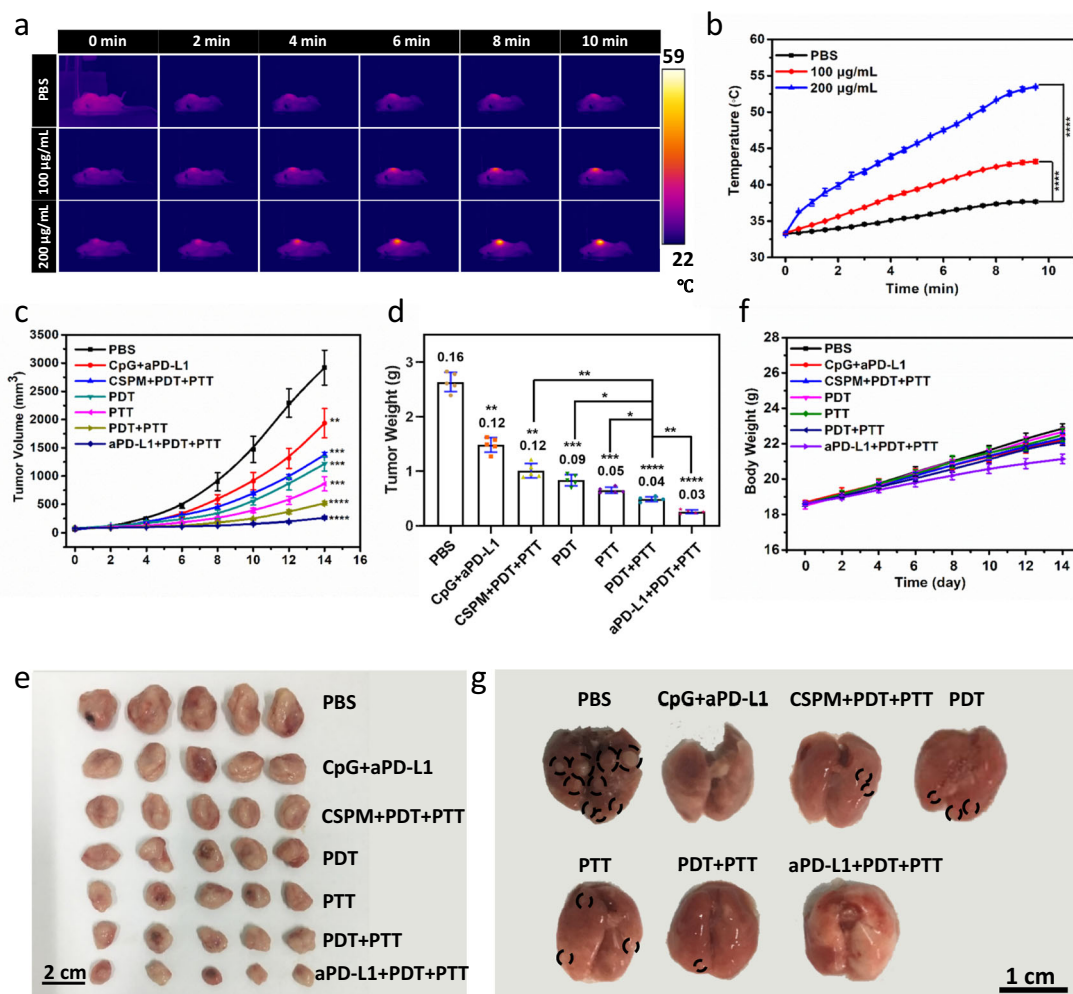 a
0 min 2 min 4 min 6 min 8 min 10 min
PBS
100 µg/mL
200 µg/mL
59
22
°C
b
PBS
100 µg/mL
200 µg/mL
60
55
50
45
40
35
30
Temperature (◦C)
****
****
0 2 4 6 8 10
Time (min)
c
3500
3000
2500
2000
1500
1000
500
0
Tumor Volume (mm³)
PBS
CpG+aPD-L1
CSPM+PDT+PTT
PDT
PTT
PDT+PTT
aPD-L1+PDT+PTT
**
***
***
***
****
****
0 2 4 6 8 10 12 14 16
d
3
2
1
0
Tumor Weight (g)
0.16
**
0.12
**
0.12
***
0.09
***
0.05
****
0.04
****
0.03
**
*
*
**
PBS
CpG+aPD-L1
CSPM+PDT+PTT
PDT
PTT
PDT+PTT
aPD-L1+PDT+PTT
f
28
26
24
22
20
18
16
Body Weight (g)
PBS
CpG+aPD-L1
CSPM+PDT+PTT
PDT
PTT
PDT+PTT
aPD-L1+PDT+PTT
0 2 4 6 8 10 12 14
Time (day)
e
PBS
CpG+aPD-L1
CSPM+PDT+PTT
PDT
PTT
PDT+PTT
aPD-L1+PDT+PTT
2 cm
g
PBS CpG+aPD-L1 CSPM+PDT+PTT PDT
PTT PDT+PTT aPD-L1+PDT+PTT
1 cm